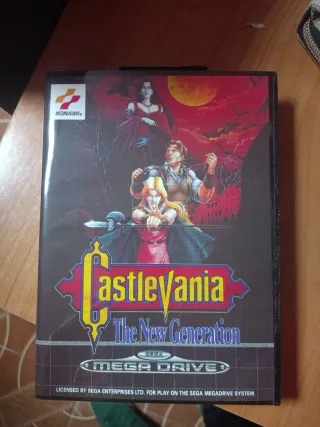 KONAMI®
Castlevania
The New Generation
SEGA
MEGA DRIVE
LICENSED BY SEGA ENTERPRISES LTD. FOR PLAY ON THE SEGA MEGADRIVE SYSTEM